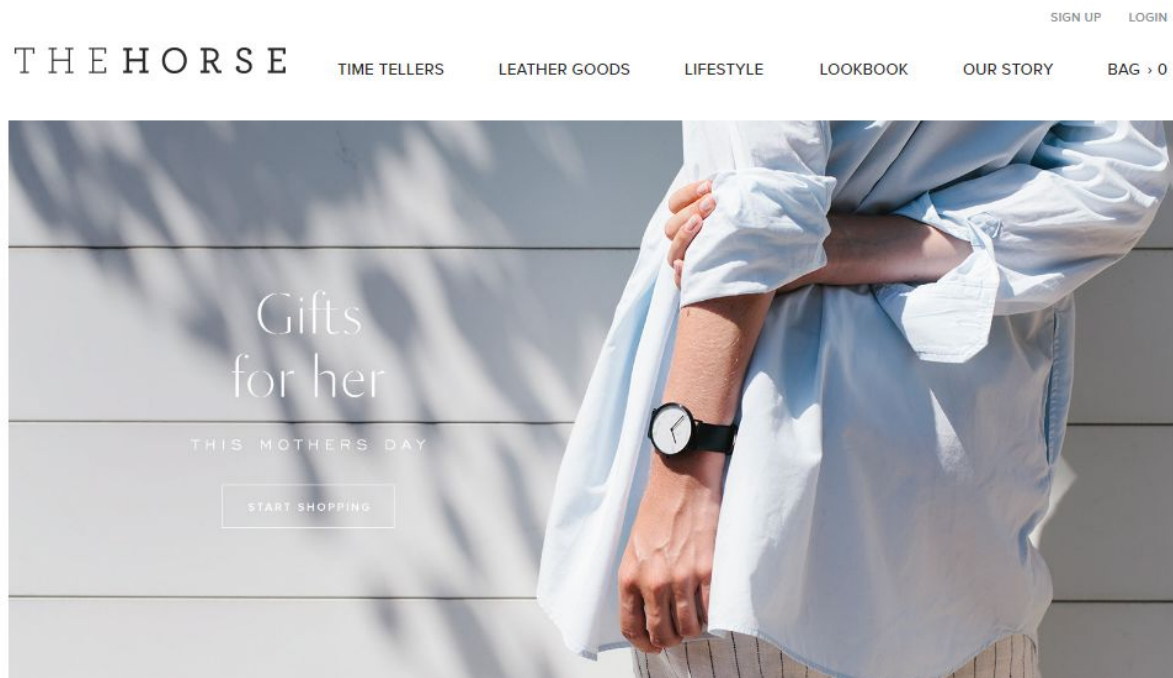 SIGN UP LOGIN
THEHORSE TIME TELLERS LEATHER GOODS LIFESTYLE LOOKBOOK OUR STORY BAG › 0
Gifts
for her
THIS MOTHERS DAY
START SHOPPING